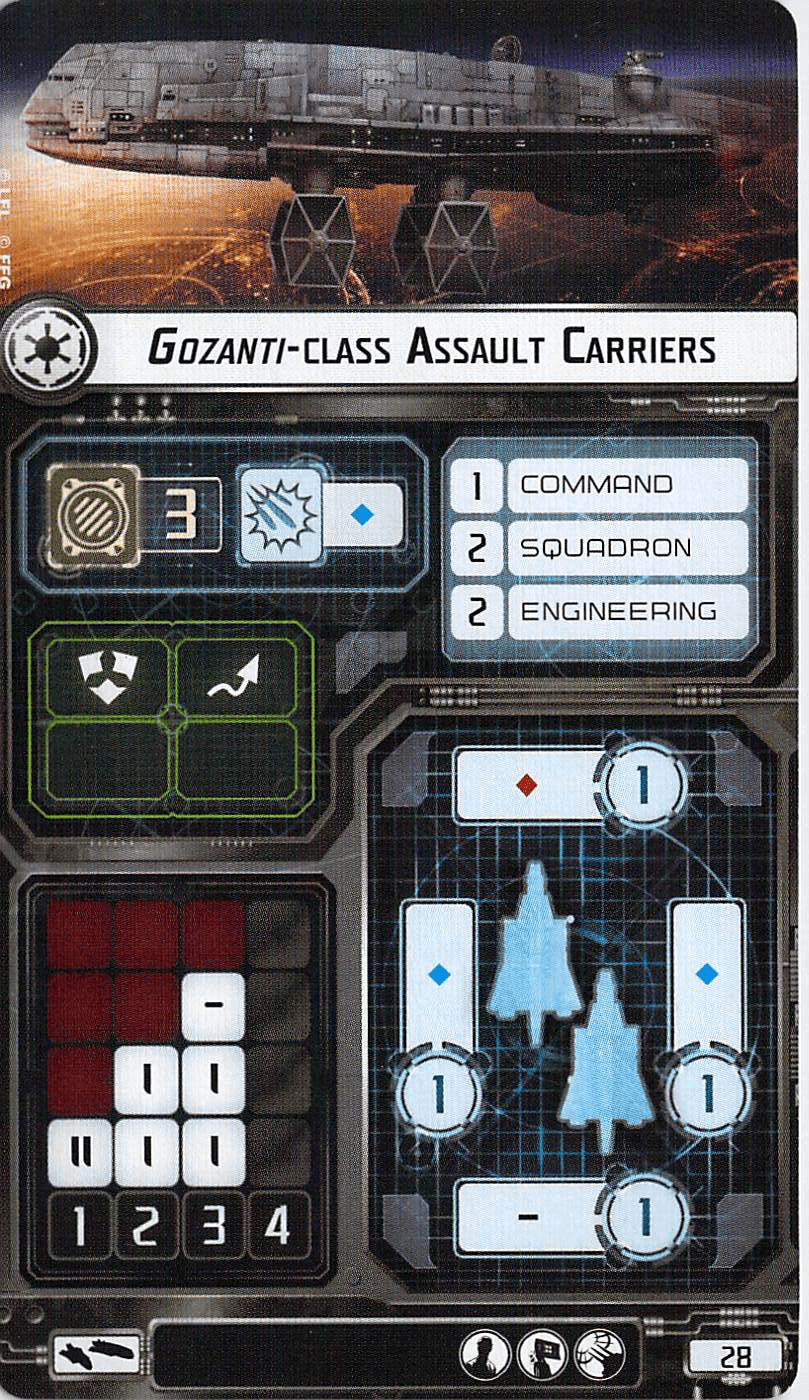 © LFL © FFG
GOZANTI-CLASS ASSAULT CARRIERS
3
1 COMMAND
2 SQUADRON
2 ENGINEERING
1
-
I I
1 1
II I I
1 2 3 4
- 1
28